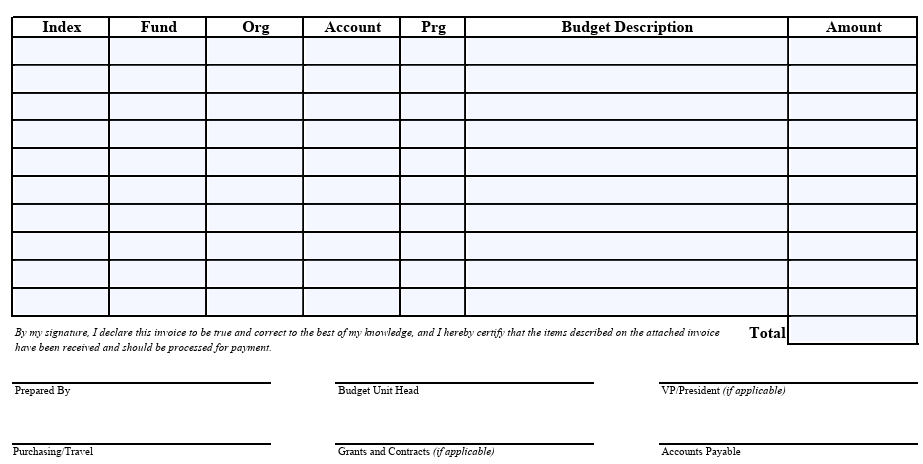 Index Fund Org Account Prg Budget Description Amount
By my signature, I declare this invoice to be true and correct to the best of my knowledge, and I hereby certify that the items described on the attached invoice
have been received and should be processed for payment.
Total
Prepared By Budget Unit Head VP/President (if applicable)
Purchasing/Travel Grants and Contracts (if applicable) Accounts Payable